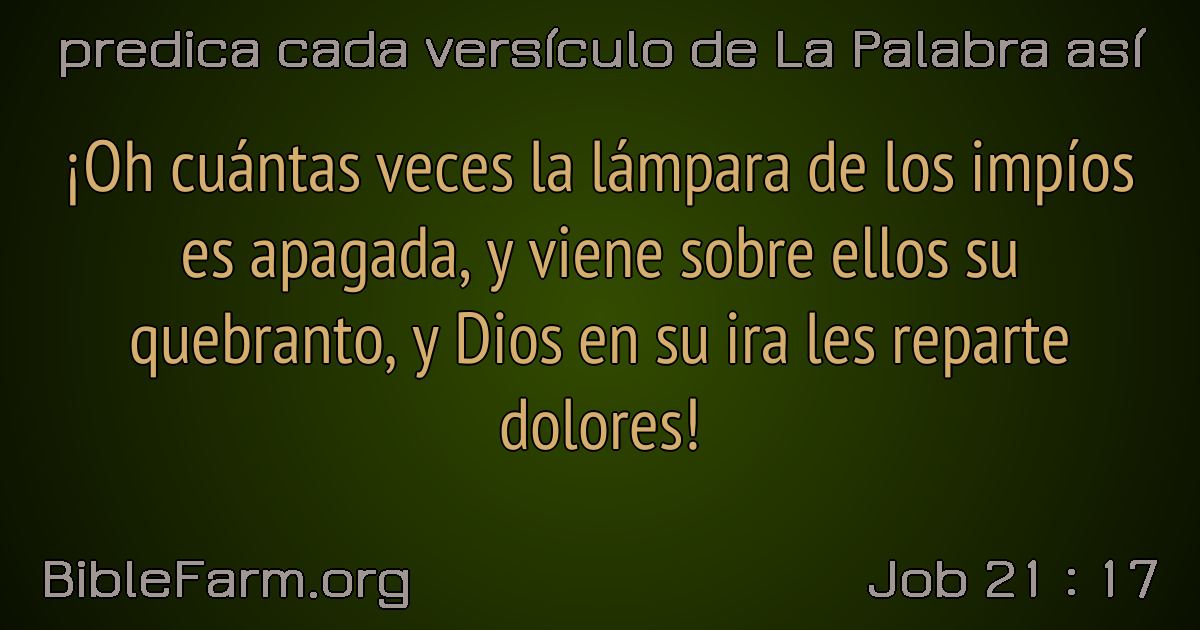 predica cada versículo de La Palabra así
¡Oh cuántas veces la lámpara de los impíos
es apagada, y viene sobre ellos su
quebranto, y Dios en su ira les reparte
dolores!
BibleFarm.org
Job 21 : 17